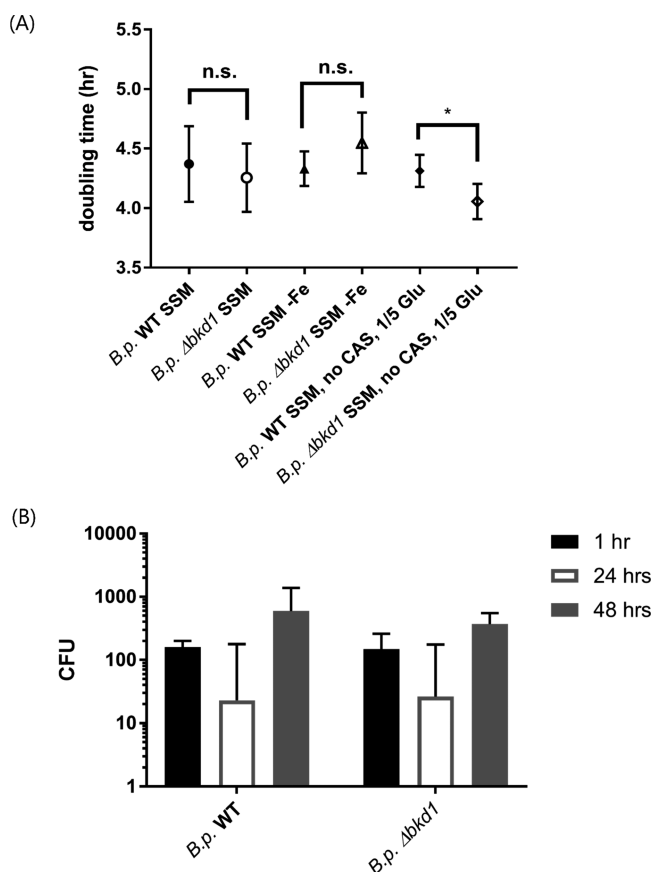 (A)
5.5
5.0
4.5
4.0
3.5
doubling time (hr)
n.s.
n.s.
*
B.p. WT SSM
B.p. Δbkd1 SSM
B.p. WT SSM -Fe
B.p. Δbkd1 SSM -Fe
B.p. WT SSM, no CAS, 1/5 Glu
B.p. Δbkd1 SSM, no CAS, 1/5 Glu
(B)
10000
1000
100
10
1
CFU
1 hr
24 hrs
48 hrs
B.p. WT
B.p. Δbkd1